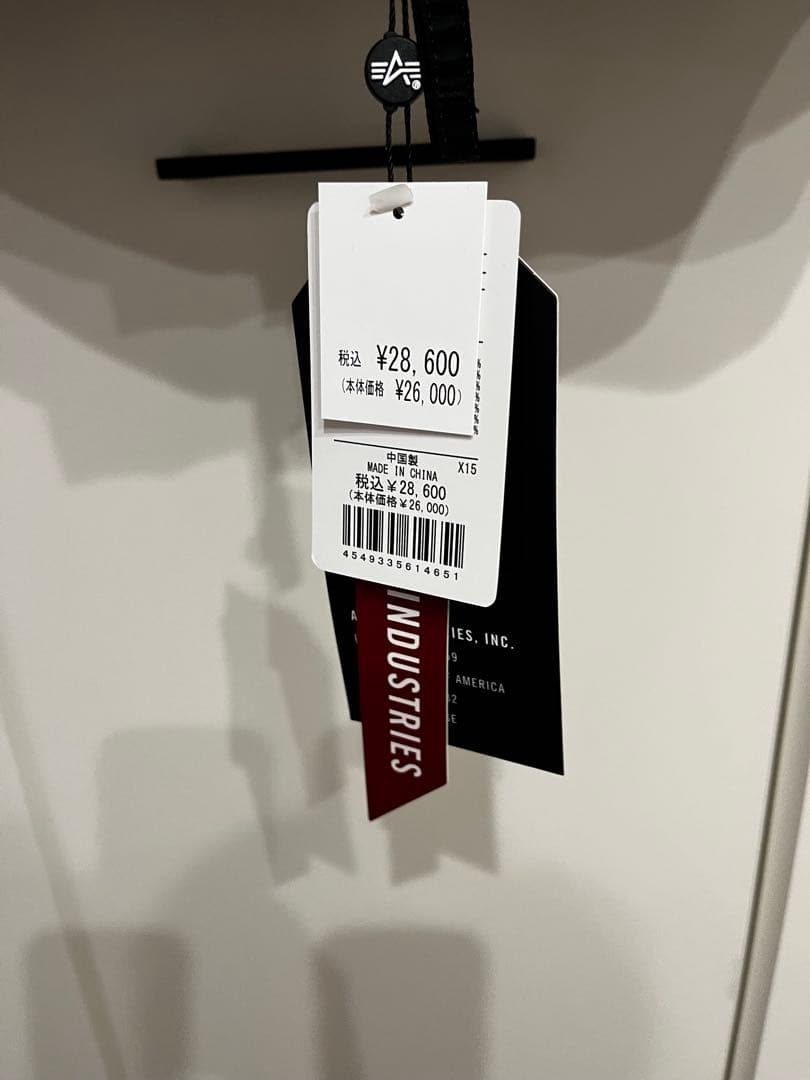 税込 ¥28,600
(本体価格 ¥26,000)
中国製
MADE IN CHINA X15
税込¥28,600
(本体価格¥26,000)
4549335614651
INDUSTRIES
IES, INC.
AMERICA